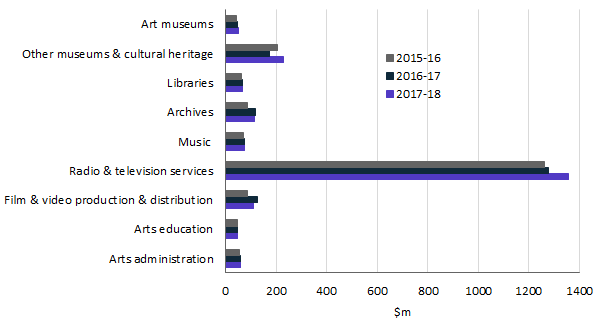 Art museums
Other museums & cultural heritage
Libraries
Archives
Music
Radio & television services
Film & video production & distribution
Arts education
Arts administration
2015-16
2016-17
2017-18
0 200 400 600 800 1000 1200 1400
$m